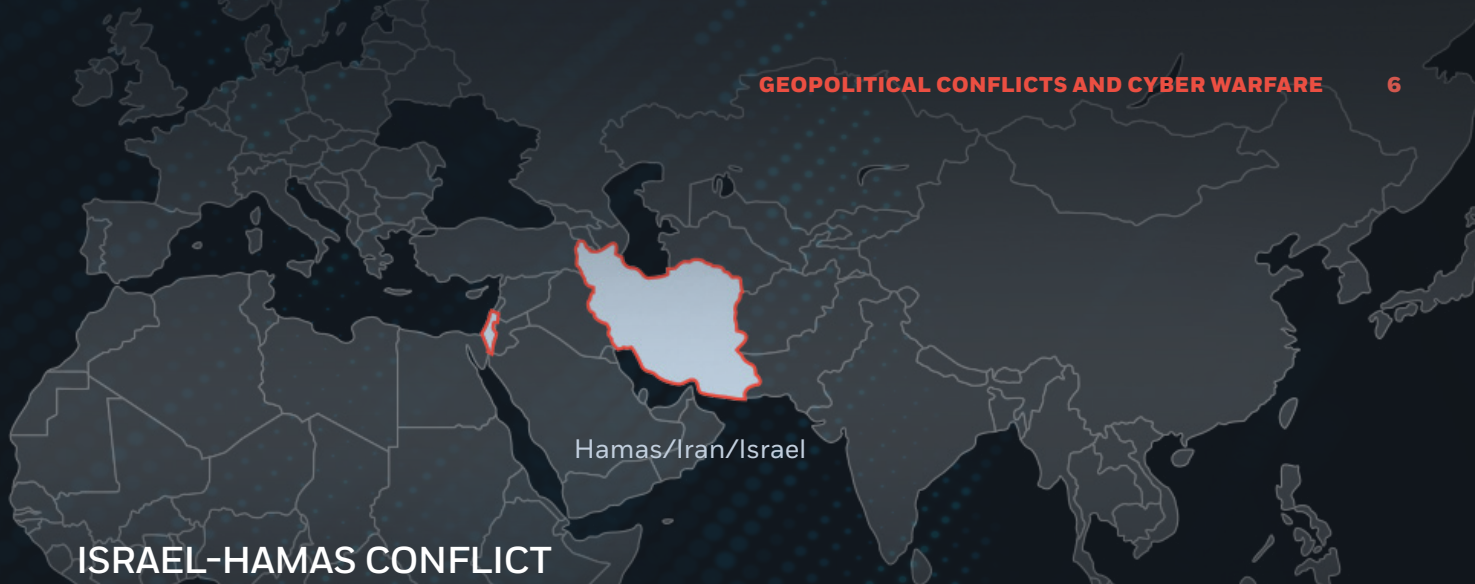 GEOPOLITICAL CONFLICTS AND CYBER WARFARE 6
Hamas/Iran/Israel
ISRAEL-HAMAS CONFLICT